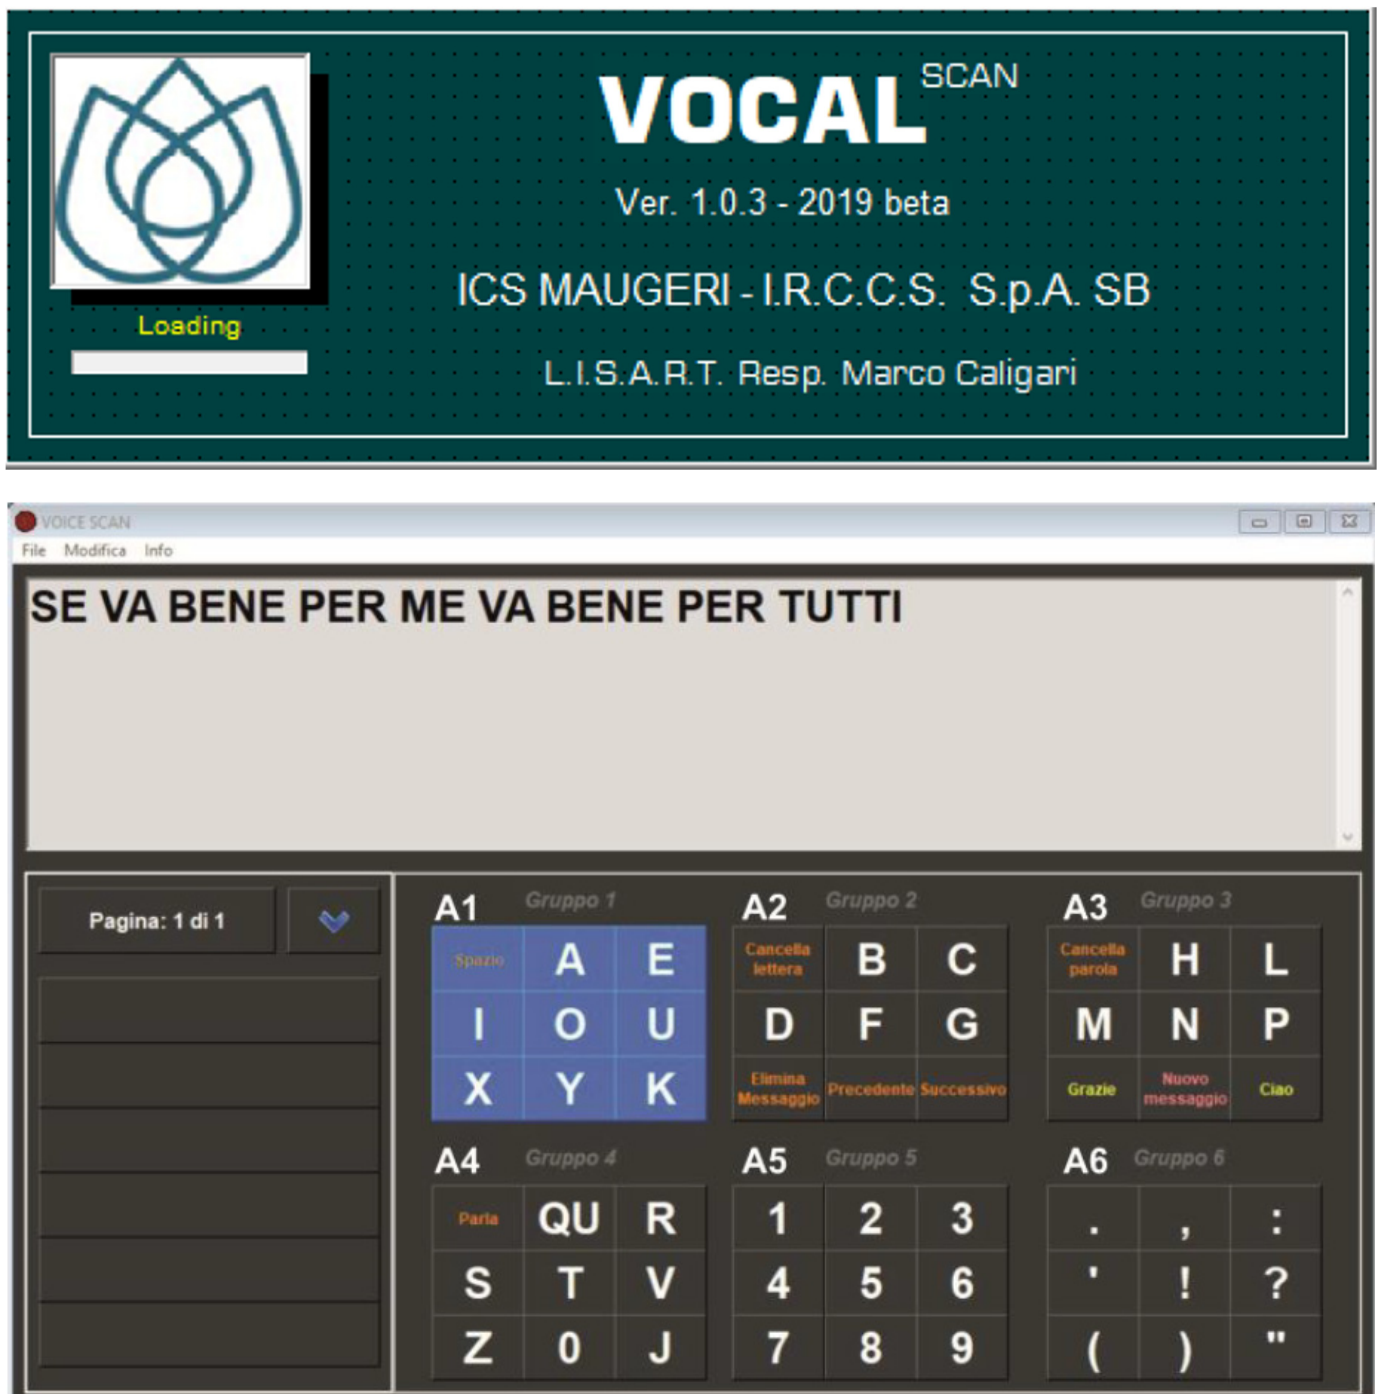 VOCAL SCAN
Ver. 1.0.3 - 2019 beta
ICS MAUGERI - I.R.C.C.S. S.p.A. SB
Loading
L.I.S.A.R.T. Resp. Marco Caligari
VOICE SCAN
File Modifica Info
SE VA BENE PER ME VA BENE PER TUTTI
Pagina: 1 di 1
A1 Gruppo 1
Spazio A E
I O U
X Y K
A2 Gruppo 2
Cancella lettera B C
D F G
Elimina Messaggio Precedente Successivo
A3 Gruppo 3
Cancella parola H L
M N P
Grazie Nuovo messaggio Ciao
A4 Gruppo 4
Parla QU R
S T V
Z 0 J
A5 Gruppo 5
1 2 3
4 5 6
7 8 9
A6 Gruppo 6
. , :
' ! ?
( ) "